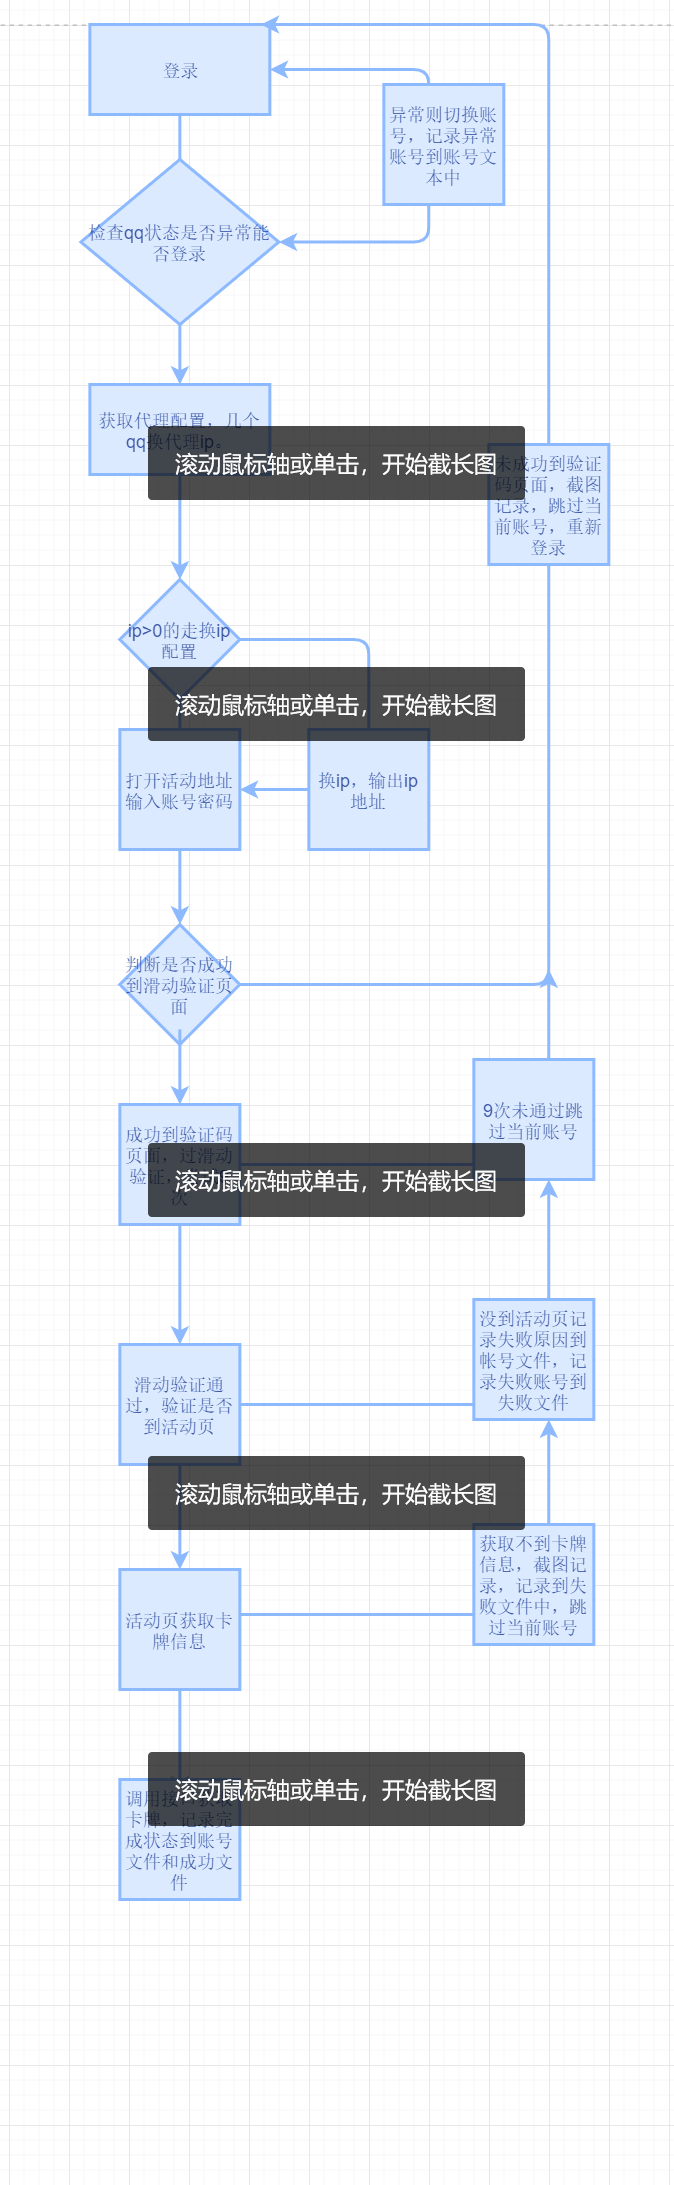 登录
异常则切换账
号，记录异常
账号到账号文
本中
检查qq状态是否异常能
否登录
获取代理配置，几个
qq换代理ip。
滚动鼠标轴或单击，开始截长图
未成功到验证
码页面，截图
记录，跳过当
前账号，重新
登录
ip>0的走换ip
配置
滚动鼠标轴或单击，开始截长图
打开活动地址
输入账号密码
换ip，输出ip
地址
判断是否成功
到滑动验证页
面
成功到验证码
页面，过滑动
验证，
次
9次未通过跳
过当前账号
滚动鼠标轴或单击，开始截长图
没到活动页记
录失败原因到
帐号文件，记
录失败账号到
失败文件
滑动验证通
过，验证是否
到活动页
滚动鼠标轴或单击，开始截长图
获取不到卡牌
信息，截图记
录，记录到失
败文件中，跳
过当前账号
活动页获取卡
牌信息
滚动鼠标轴或单击，开始截长图
调用接口获取
卡牌，记录完
成状态到账号
文件和成功文
件